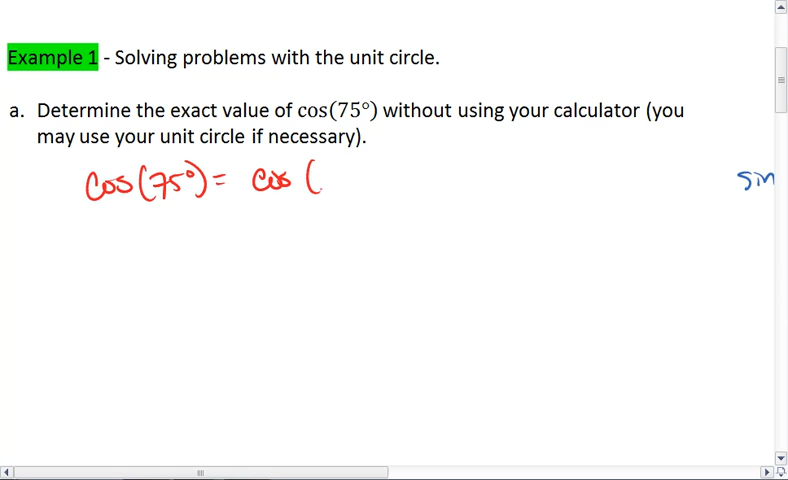 Example 1 - Solving problems with the unit circle.
a. Determine the exact value of cos(75°) without using your calculator (you
may use your unit circle if necessary).
cos(75°) = cos (
sin